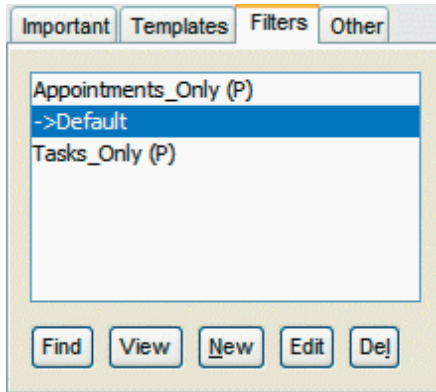 Important Templates Filters Other
Appointments_Only (P)
->Default
Tasks_Only (P)
Find View New Edit Del